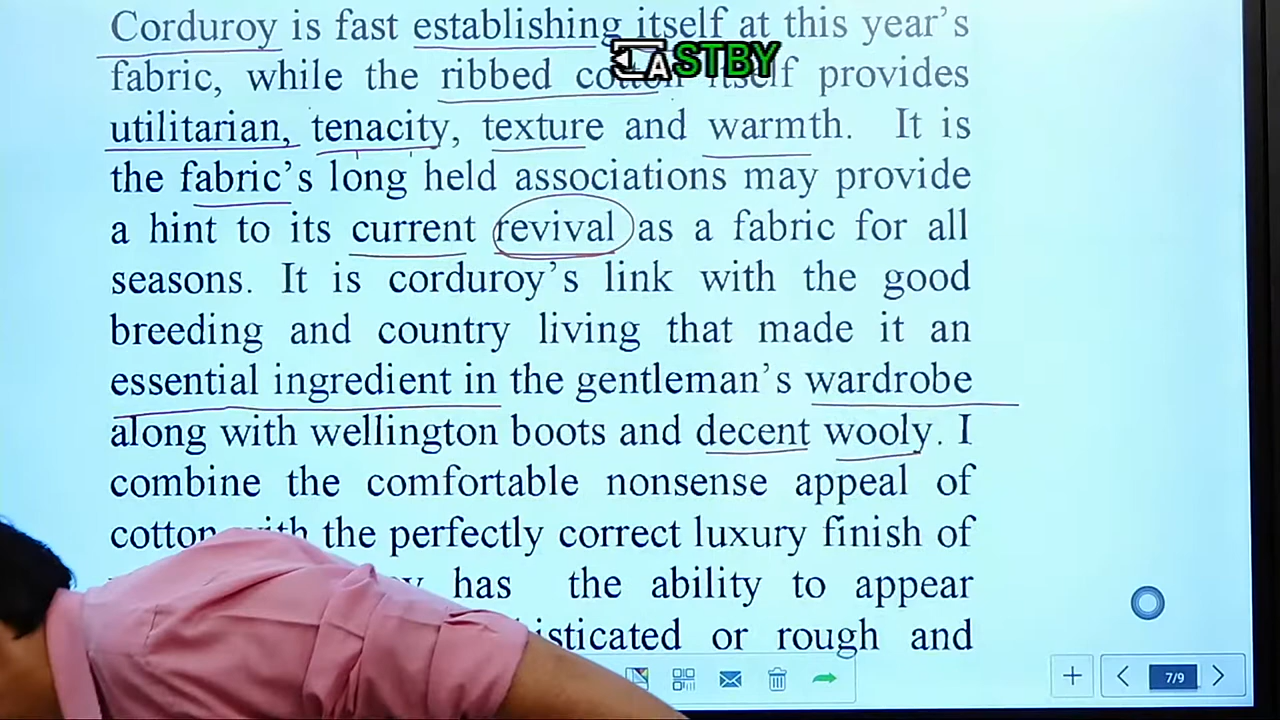 Corduroy is fast establishing itself at this year's
fabric, while the ribbed cotton itself provides
utilitarian, tenacity, texture and warmth. It is
the fabric's long held associations may provide
a hint to its current revival as a fabric for all
seasons. It is corduroy's link with the good
breeding and country living that made it an
essential ingredient in the gentleman's wardrobe
along with wellington boots and decent wooly. I
combine the comfortable nonsense appeal of
cotton with the perfectly correct luxury finish of
has the ability to appear
or rough and
A STBY
7/9